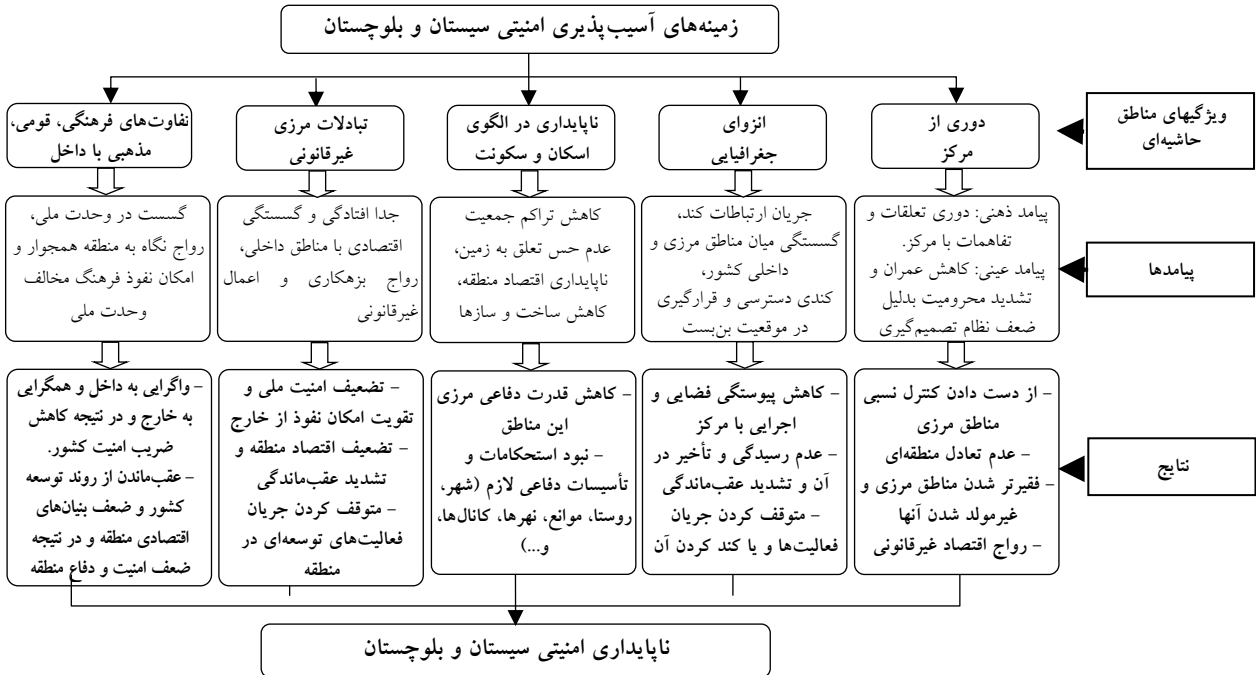 زمینه‌های آسیب‌پذیری امنیتی سیستان و بلوچستان
ویژگیهای مناطق
حاشیه‌ای
دوری از
مرکز
انزوای
جغرافیایی
ناپایداری در الگوی
اسکان و سکونت
تبادلات مرزی
غیرقانونی
تفاوت‌های فرهنگی، قومی،
مذهبی با داخل
پیامدها
پیامد ذهنی: دوری تعلقات و
تفاهمات با مرکز.
پیامد عینی: کاهش عمران و
تشدید محرومیت بدلیل
ضعف نظام تصمیم‌گیری
جریان ارتباطات کند،
گسستگی میان مناطق مرزی و
داخلی کشور،
کندی دسترسی و قرارگیری
در موقعیت بن‌بست
کاهش تراکم جمعیت
عدم حس تعلق به زمین،
ناپایداری اقتصاد منطقه،
کاهش ساخت و سازها
جدا افتادگی و گسستگی
اقتصادی با مناطق داخلی،
رواج بزهکاری و اعمال
غیرقانونی
گسست در وحدت ملی،
رواج نگاه به منطقه همجوار و
امکان نفوذ فرهنگ مخالف
وحدت ملی
نتایج
– از دست دادن کنترل نسبی
مناطق مرزی
– عدم تعادل منطقه‌ای
– فقیرتر شدن مناطق مرزی و
غیرمولد شدن آنها
– رواج اقتصاد غیرقانونی
– کاهش پیوستگی فضایی و
اجرایی با مرکز
– عدم رسیدگی و تأخیر در
آن و تشدید عقب‌ماندگی
– متوقف کردن جریان
فعالیت‌ها و یا کند کردن آن
– کاهش قدرت دفاعی مرزی
این مناطق
– نبود استحکامات و
تأسیسات دفاعی لازم (شهر،
روستا، موانع، نهرها، کانال‌ها،
و...)
– تضعیف امنیت ملی و
تقویت امکان نفوذ از خارج
– تضعیف اقتصاد منطقه و
تشدید عقب‌ماندگی
– متوقف کردن جریان
فعالیت‌های توسعه‌ای در
منطقه
– واگرایی به داخل و همگرایی
به خارج و در نتیجه کاهش
ضریب امنیت کشور.
– عقب‌ماندن از روند توسعه
کشور و ضعف بنیان‌های
اقتصادی منطقه و در نتیجه
ضعف امنیت و دفاع منطقه
ناپایداری امنیتی سیستان و بلوچستان